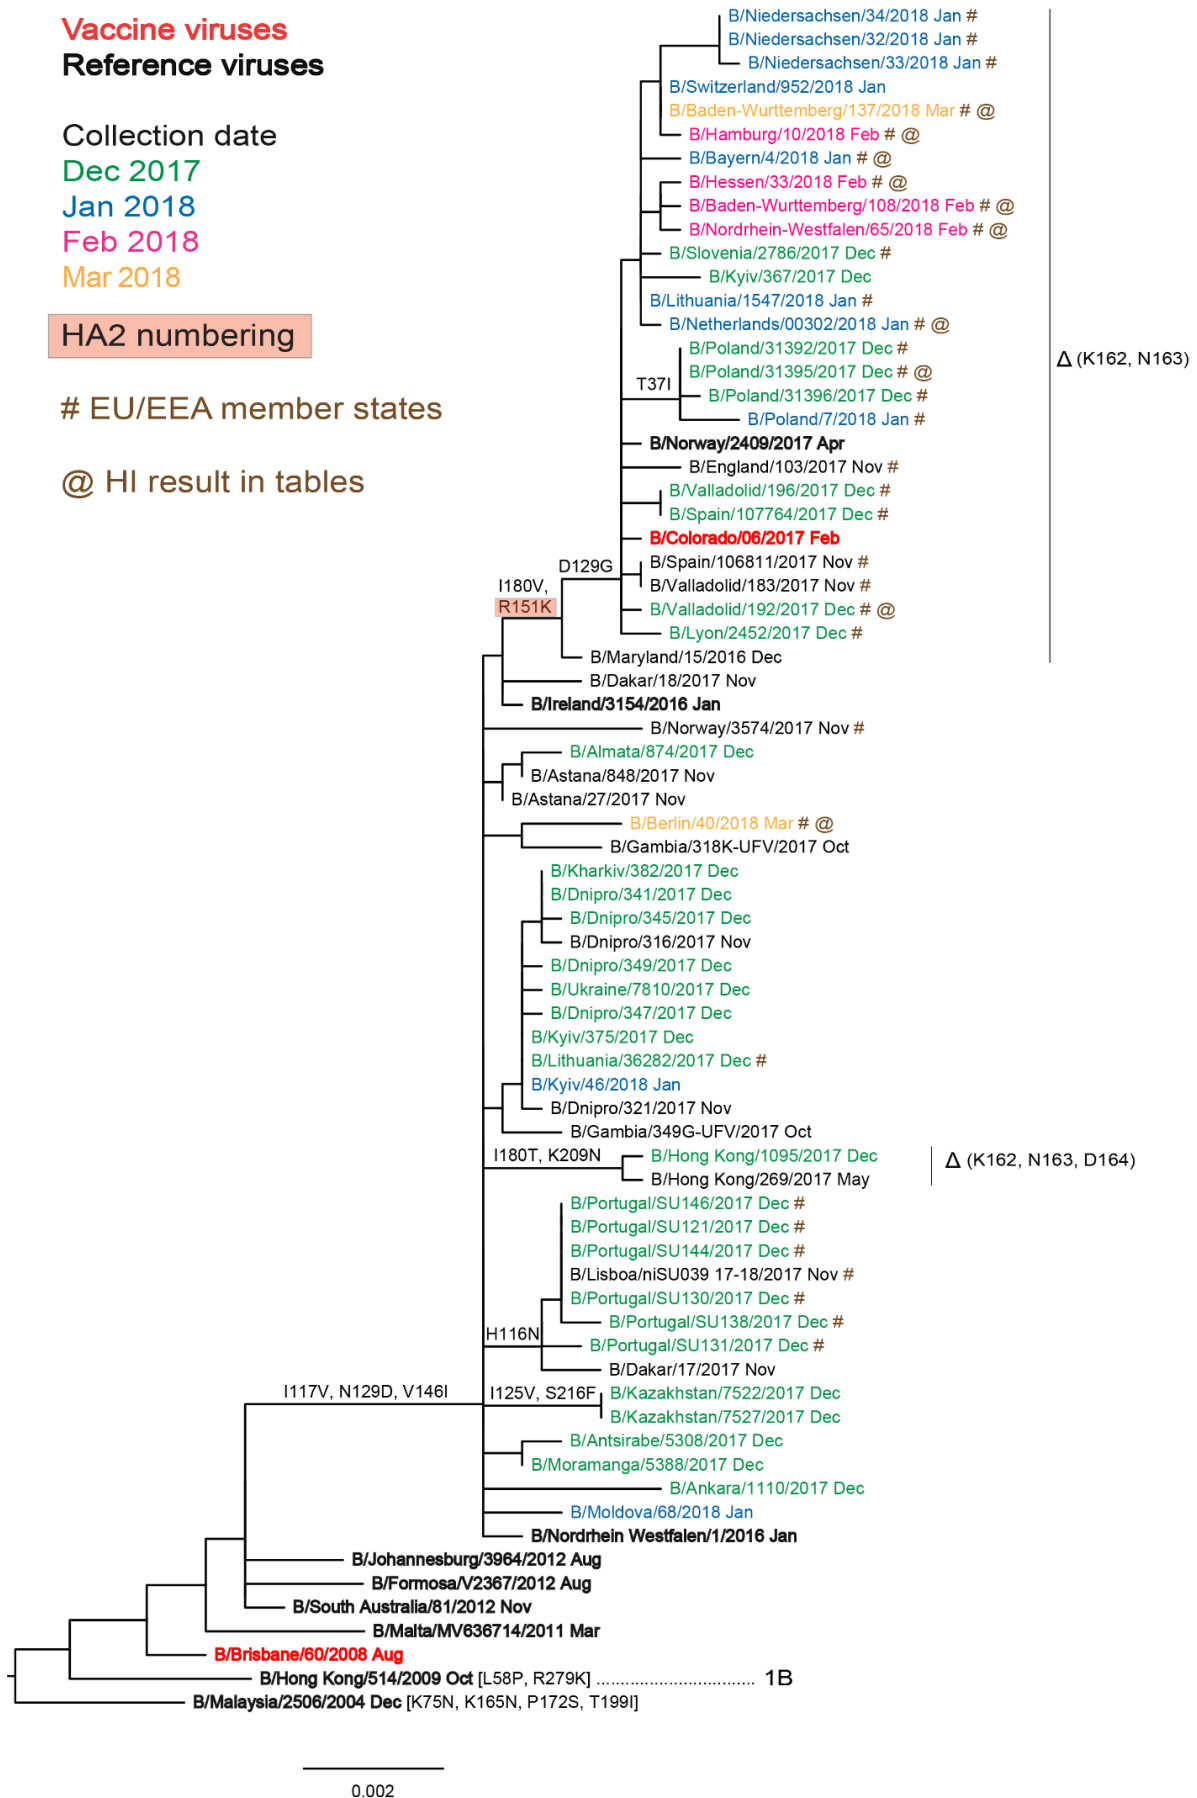 Vaccine viruses
Reference viruses
Collection date
Dec 2017
Jan 2018
Feb 2018
Mar 2018
HA2 numbering
# EU/EEA member states
@ HI result in tables
B/Niedersachsen/34/2018 Jan #
B/Niedersachsen/32/2018 Jan #
B/Niedersachsen/33/2018 Jan #
B/Switzerland/952/2018 Jan
B/Baden-Wurttemberg/137/2018 Mar # @
B/Hamburg/10/2018 Feb # @
B/Bayern/4/2018 Jan # @
B/Hessen/33/2018 Feb # @
B/Baden-Wurttemberg/108/2018 Feb # @
B/Nordrhein-Westfalen/65/2018 Feb # @
B/Slovenia/2786/2017 Dec #
B/Kyiv/367/2017 Dec
B/Lithuania/1547/2018 Jan #
B/Netherlands/00302/2018 Jan # @
B/Poland/31392/2017 Dec #
Δ (K162, N163)
B/Poland/31395/2017 Dec # @
T37I
B/Poland/31396/2017 Dec #
B/Poland/7/2018 Jan #
B/Norway/2409/2017 Apr
B/England/103/2017 Nov #
B/Valladolid/196/2017 Dec #
B/Spain/107764/2017 Dec #
B/Colorado/06/2017 Feb
B/Spain/106811/2017 Nov #
D129G
B/Valladolid/183/2017 Nov #
I180V,
R151K
B/Valladolid/192/2017 Dec # @
B/Lyon/2452/2017 Dec #
B/Maryland/15/2016 Dec
B/Dakar/18/2017 Nov
B/Ireland/3154/2016 Jan
B/Norway/3574/2017 Nov #
B/Almata/874/2017 Dec
B/Astana/848/2017 Nov
B/Astana/27/2017 Nov
B/Berlin/40/2018 Mar # @
B/Gambia/318K-UFV/2017 Oct
B/Kharkiv/382/2017 Dec
B/Dnipro/341/2017 Dec
B/Dnipro/345/2017 Dec
B/Dnipro/316/2017 Nov
B/Dnipro/349/2017 Dec
B/Ukraine/7810/2017 Dec
B/Dnipro/347/2017 Dec
B/Kyiv/375/2017 Dec
B/Lithuania/36282/2017 Dec #
B/Kyiv/46/2018 Jan
B/Dnipro/321/2017 Nov
B/Gambia/349G-UFV/2017 Oct
I180T, K209N
B/Hong Kong/1095/2017 Dec
Δ (K162, N163, D164)
B/Hong Kong/269/2017 May
B/Portugal/SU146/2017 Dec #
B/Portugal/SU121/2017 Dec #
B/Portugal/SU144/2017 Dec #
B/Lisboa/niSU039 17-18/2017 Nov #
B/Portugal/SU130/2017 Dec #
B/Portugal/SU138/2017 Dec #
H116N
B/Portugal/SU131/2017 Dec #
B/Dakar/17/2017 Nov
I117V, N129D, V146I
I125V, S216F
B/Kazakhstan/7522/2017 Dec
B/Kazakhstan/7527/2017 Dec
B/Antsirabe/5308/2017 Dec
B/Moramanga/5388/2017 Dec
B/Ankara/1110/2017 Dec
B/Moldova/68/2018 Jan
B/Nordrhein Westfalen/1/2016 Jan
B/Johannesburg/3964/2012 Aug
B/Formosa/V2367/2012 Aug
B/South Australia/81/2012 Nov
B/Malta/MV636714/2011 Mar
B/Brisbane/60/2008 Aug
B/Hong Kong/514/2009 Oct [L58P, R279K] ................................ 1B
B/Malaysia/2506/2004 Dec [K75N, K165N, P172S, T199I]
0.002